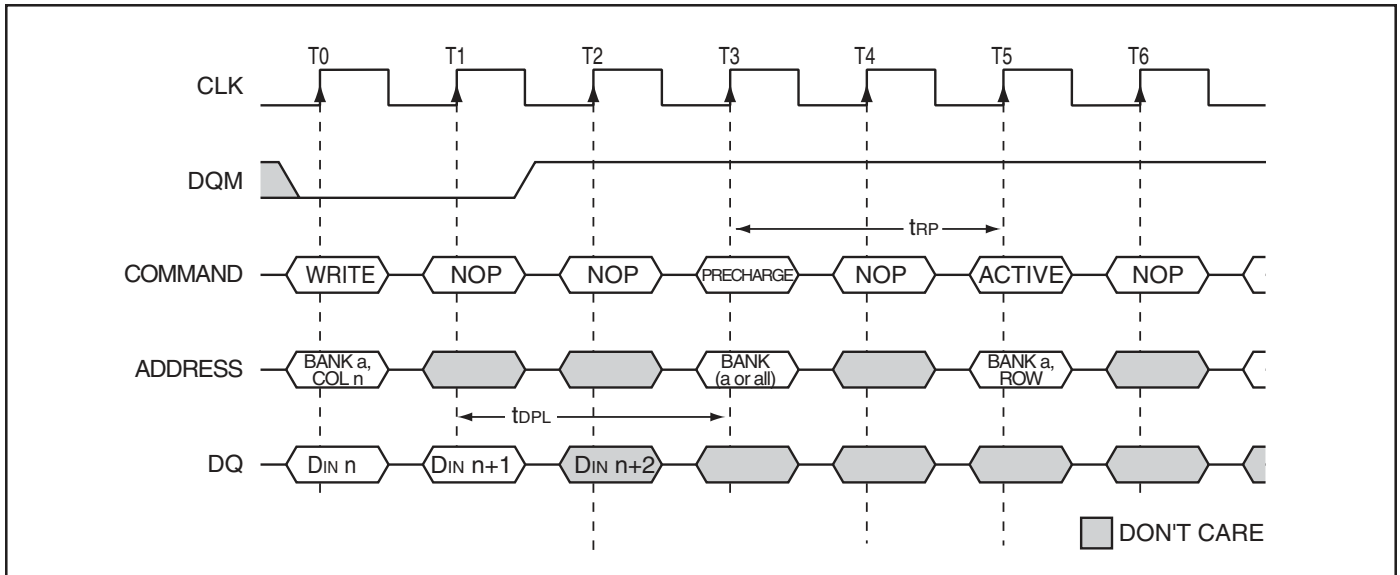 T0 T1 T2 T3 T4 T5 T6
CLK
DQM
tRP
COMMAND WRITE NOP NOP PRECHARGE NOP ACTIVE NOP
ADDRESS BANK a, COL n BANK (a or all) BANK a, ROW
tDPL
DQ DIN n DIN n+1 DIN n+2
DON'T CARE